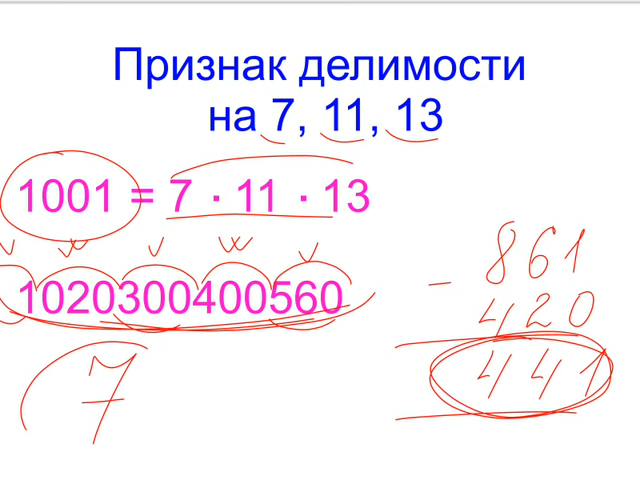 Признак делимости
на 7, 11, 13
1001 = 7 · 11 · 13
1020300400560
7
861
- 420
441